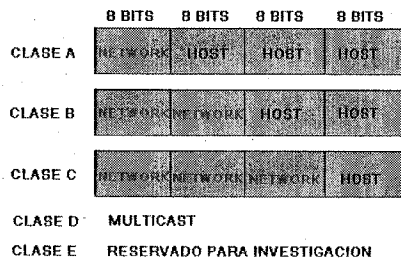 8 BITS 8 BITS 8 BITS 8 BITS
CLASE A NETWORK HOST HOST HOST
CLASE B NETWORK NETWORK HOST HOST
CLASE C NETWORK NETWORK NETWORK HOST
CLASE D MULTICAST
CLASE E RESERVADO PARA INVESTIGACION